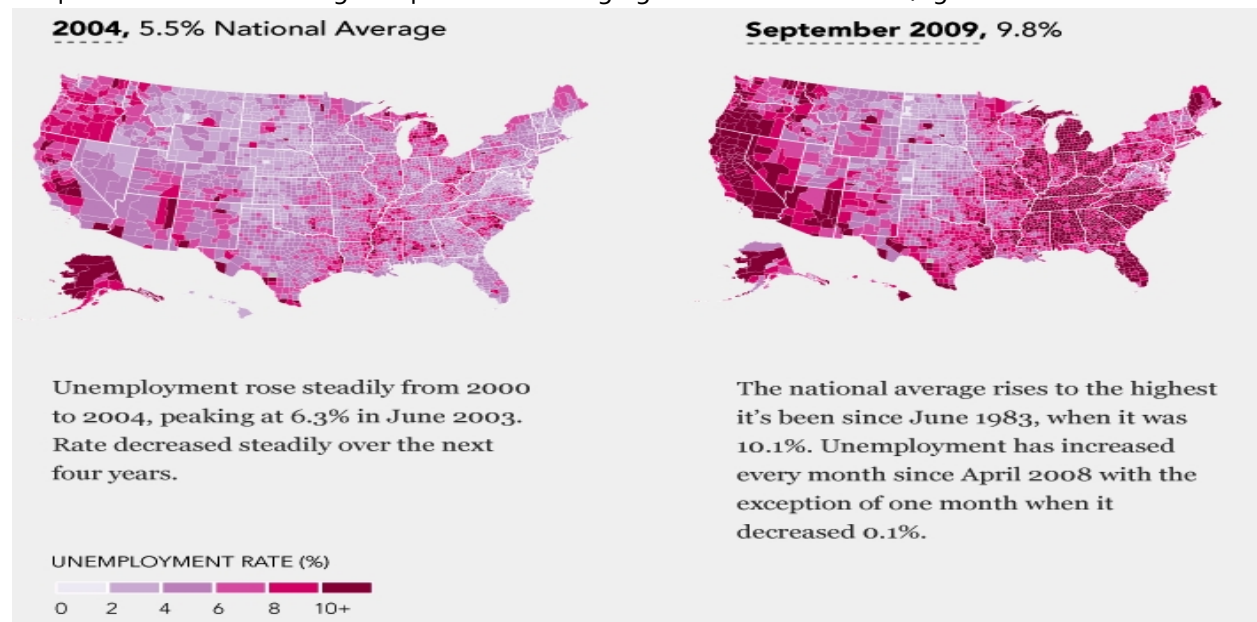 2004, 5.5% National Average
September 2009, 9.8%
Unemployment rose steadily from 2000
to 2004, peaking at 6.3% in June 2003.
Rate decreased steadily over the next
four years.
The national average rises to the highest
it's been since June 1983, when it was
10.1%. Unemployment has increased
every month since April 2008 with the
exception of one month when it
decreased 0.1%.
UNEMPLOYMENT RATE (%)
0 2 4 6 8 10+